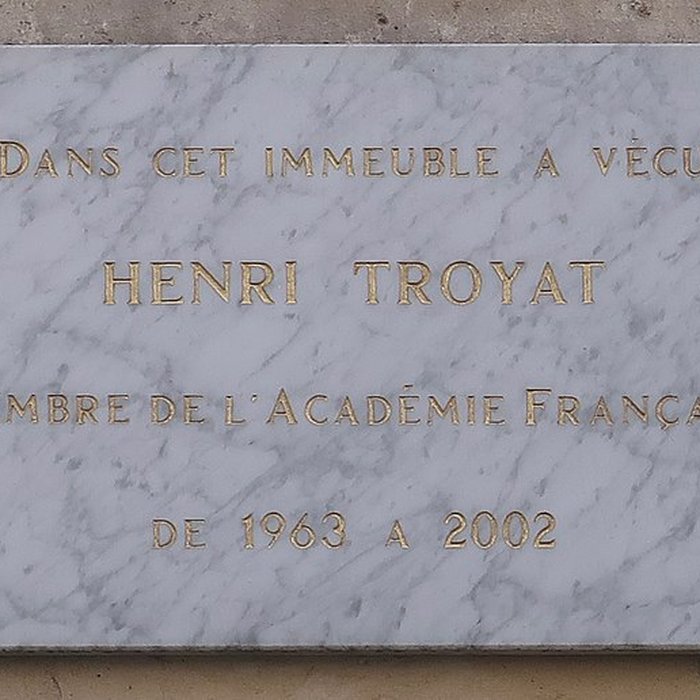 DANS CET IMMEUBLE A VÉCU
HENRI TROYAT
MBRE DE L'ACADÉMIE FRANÇA
DE 1963 A 2002